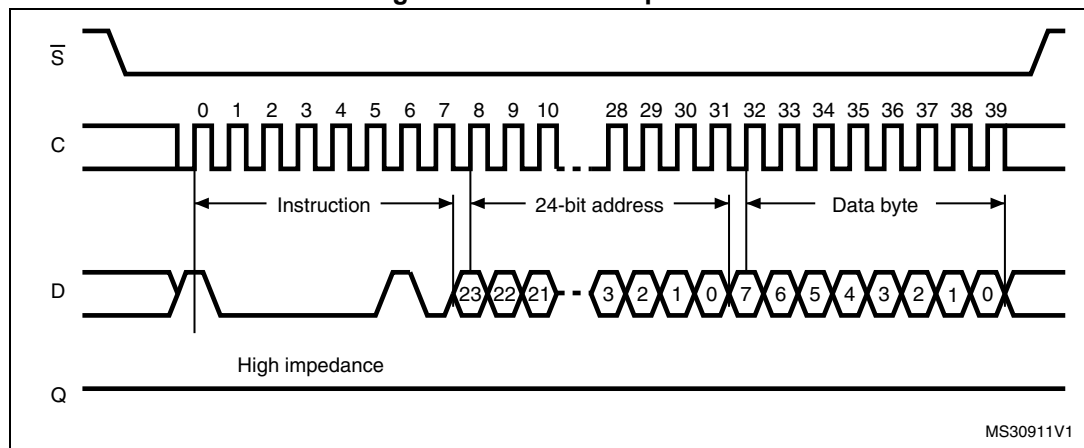 S̅
0 1 2 3 4 5 6 7 8 9 10 28 29 30 31 32 33 34 35 36 37 38 39
C
Instruction 24-bit address Data byte
D
23 22 21 3 2 1 0 7 6 5 4 3 2 1 0
High impedance
Q
MS30911V1